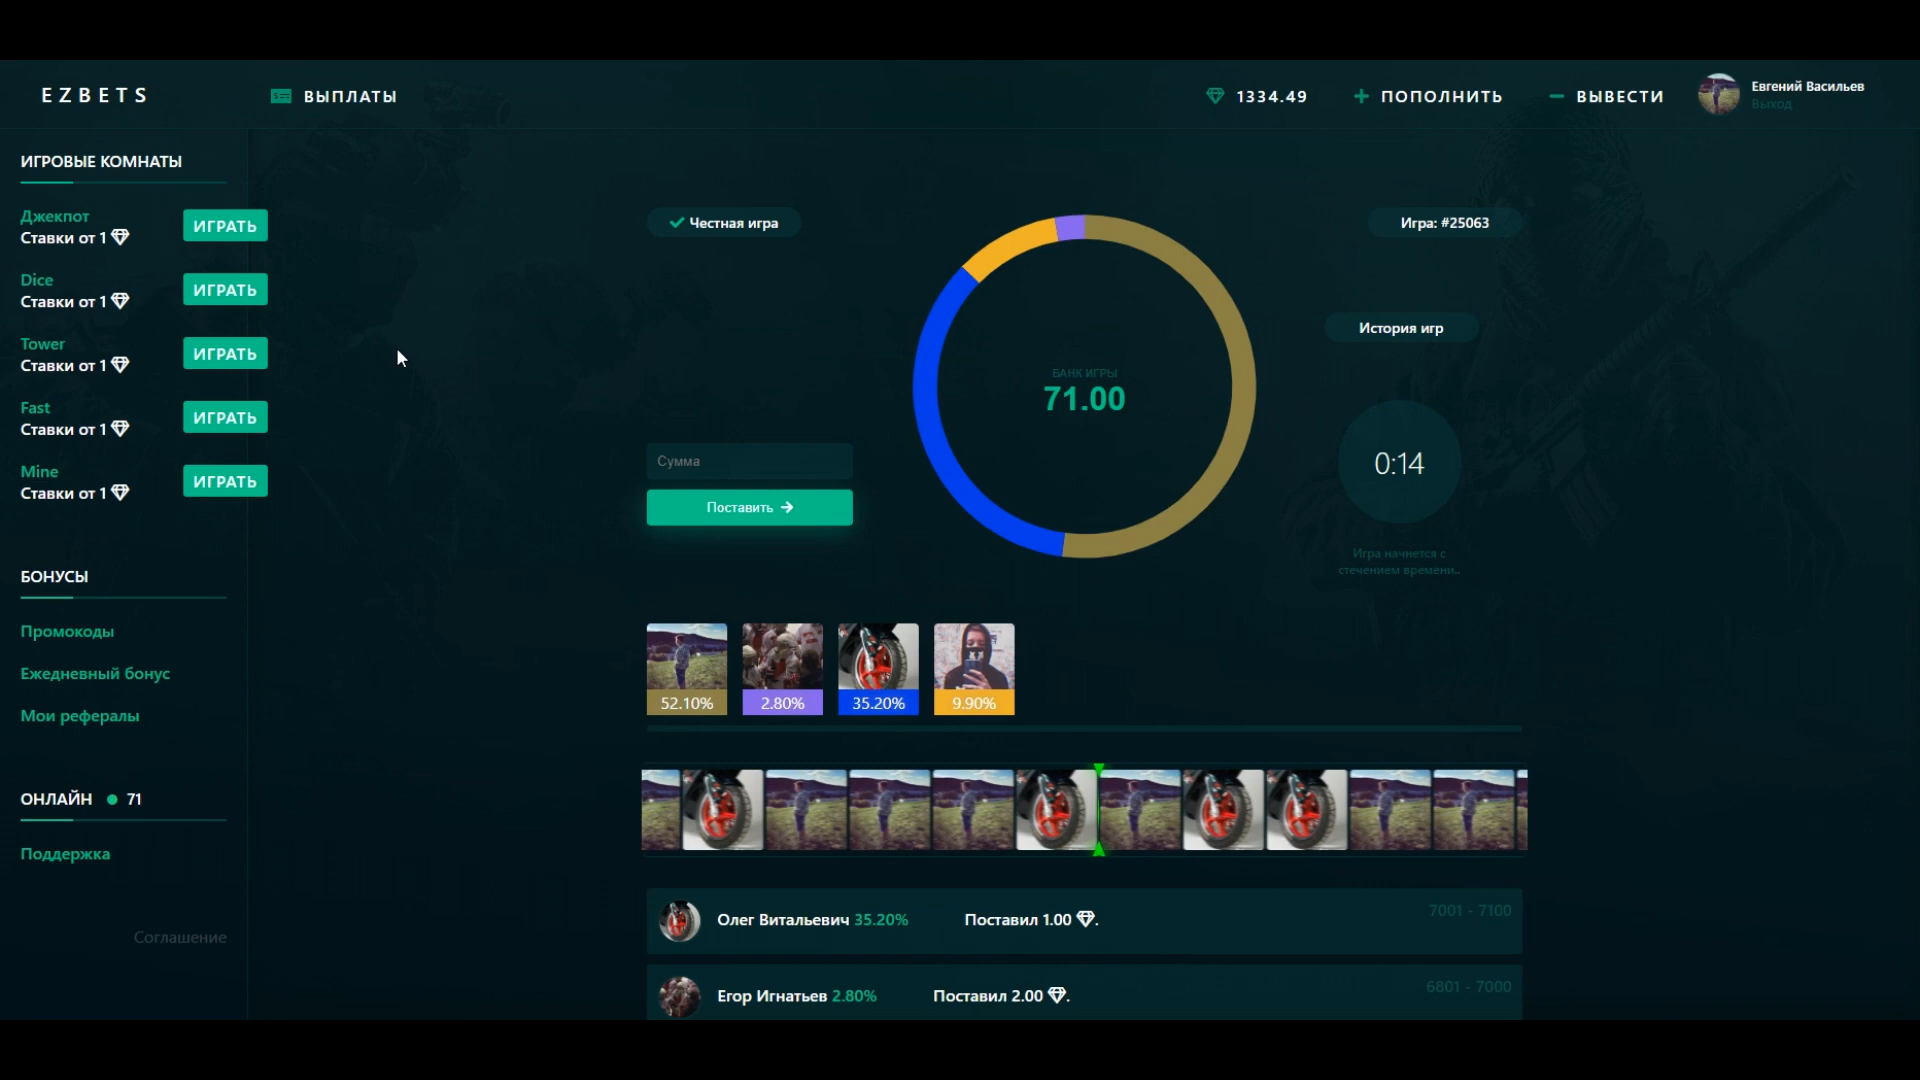 EZBETS
ВЫПЛАТЫ
1334.49
ПОПОЛНИТЬ
ВЫВЕСТИ
Евгений Васильев
Выход
ИГРОВЫЕ КОМНАТЫ
Джекпот
Ставки от 1
ИГРАТЬ
Dice
Ставки от 1
ИГРАТЬ
Tower
Ставки от 1
ИГРАТЬ
Fast
Ставки от 1
ИГРАТЬ
Mine
Ставки от 1
ИГРАТЬ
БОНУСЫ
Промокоды
Ежедневный бонус
Мои рефералы
ОНЛАЙН 71
Поддержка
Соглашение
Честная игра
Игра: #25063
История игр
БАНК ИГРЫ
71.00
Сумма
Поставить
0:14
Игра начнется с
стечением времени..
52.10%
2.80%
35.20%
9.90%
Олег Витальевич 35.20%
Поставил 1.00 .
7001 - 7100
Егор Игнатьев 2.80%
Поставил 2.00 .
6801 - 7000